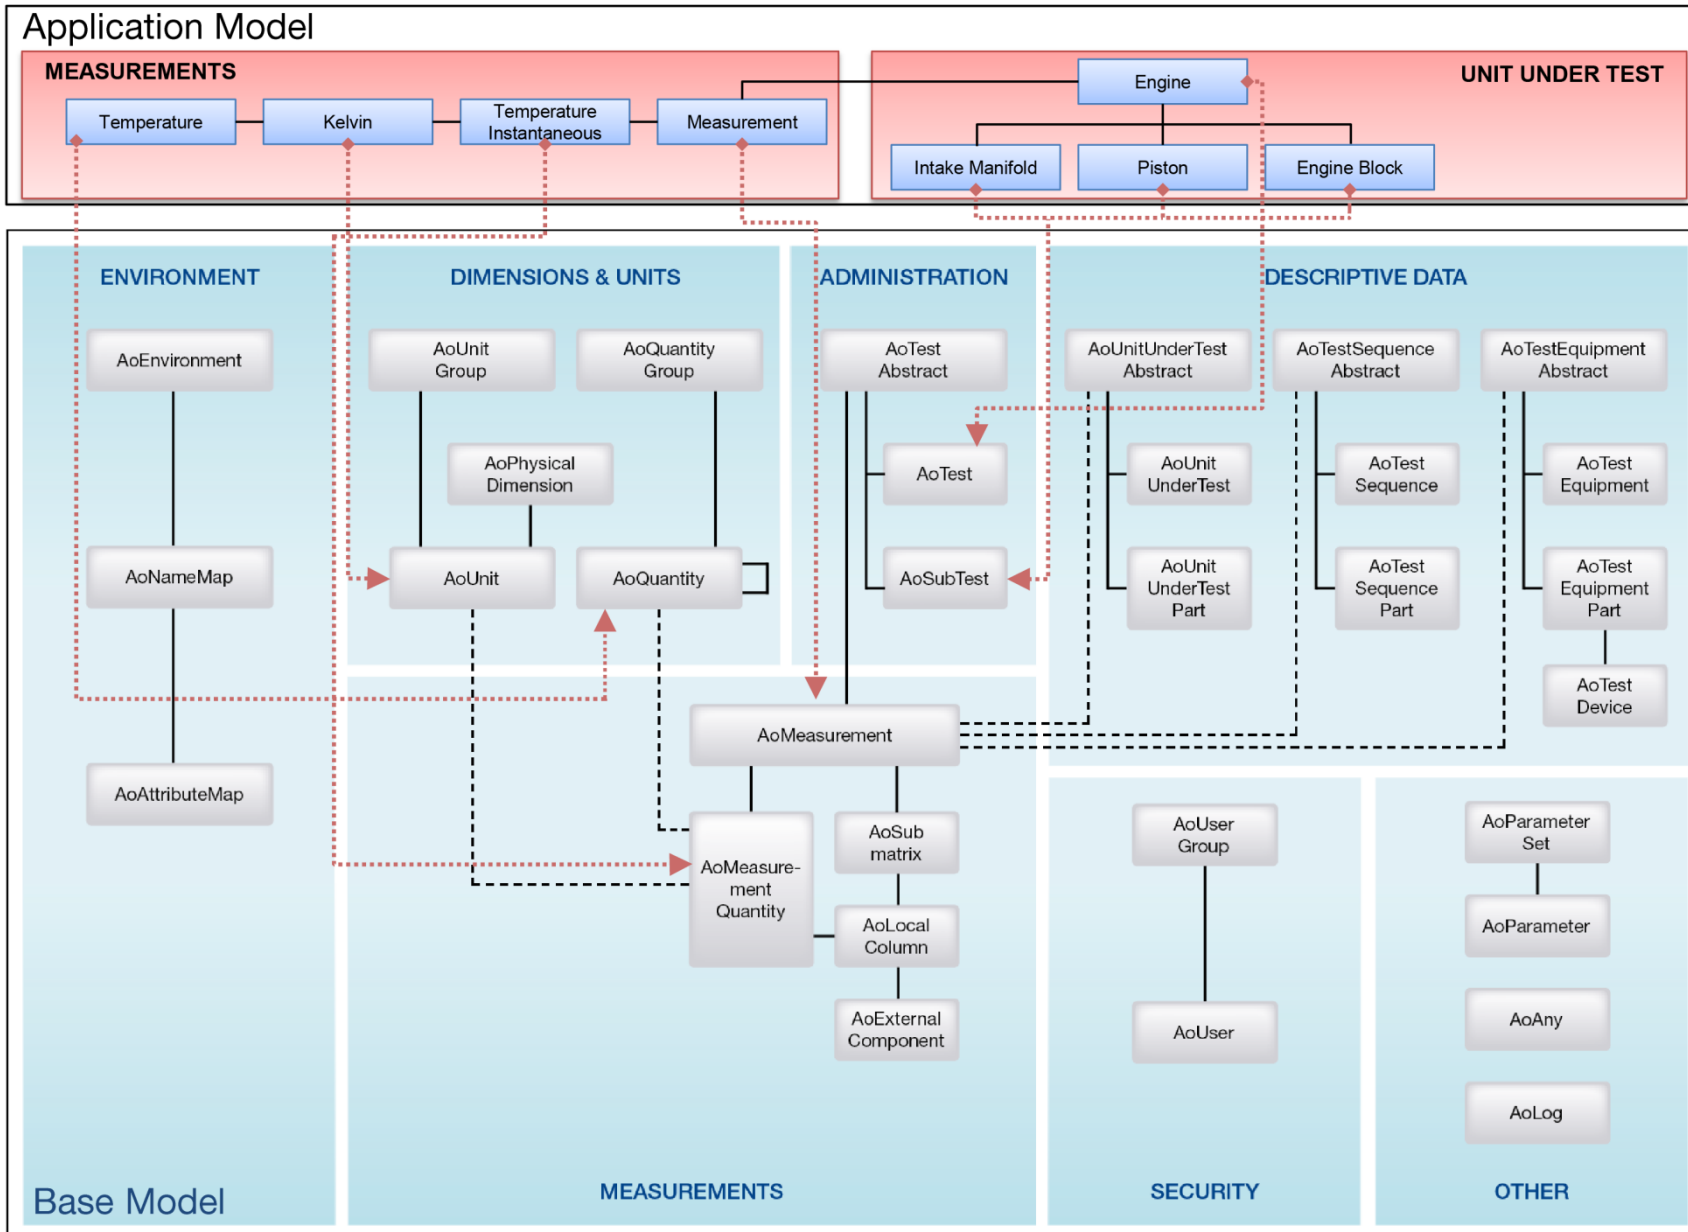 Application Model
MEASUREMENTS
UNIT UNDER TEST
Temperature
Kelvin
Temperature
Instantaneous
Measurement
Engine
Intake Manifold
Piston
Engine Block
ENVIRONMENT
DIMENSIONS & UNITS
ADMINISTRATION
DESCRIPTIVE DATA
AoEnvironment
AoNameMap
AoAttributeMap
AoUnit
Group
AoQuantity
Group
AoPhysical
Dimension
AoUnit
AoQuantity
AoTest
Abstract
AoTest
AoSubTest
AoUnitUnderTest
Abstract
AoUnit
UnderTest
AoUnit
UnderTest
Part
AoTestSequence
Abstract
AoTest
Sequence
AoTest
Sequence
Part
AoTestEquipment
Abstract
AoTest
Equipment
AoTest
Equipment
Part
AoTest
Device
AoMeasurement
AoMeasure-
ment
Quantity
AoSub
matrix
AoLocal
Column
AoExternal
Component
AoUser
Group
AoUser
AoParameter
Set
AoParameter
AoAny
AoLog
Base Model
MEASUREMENTS
SECURITY
OTHER